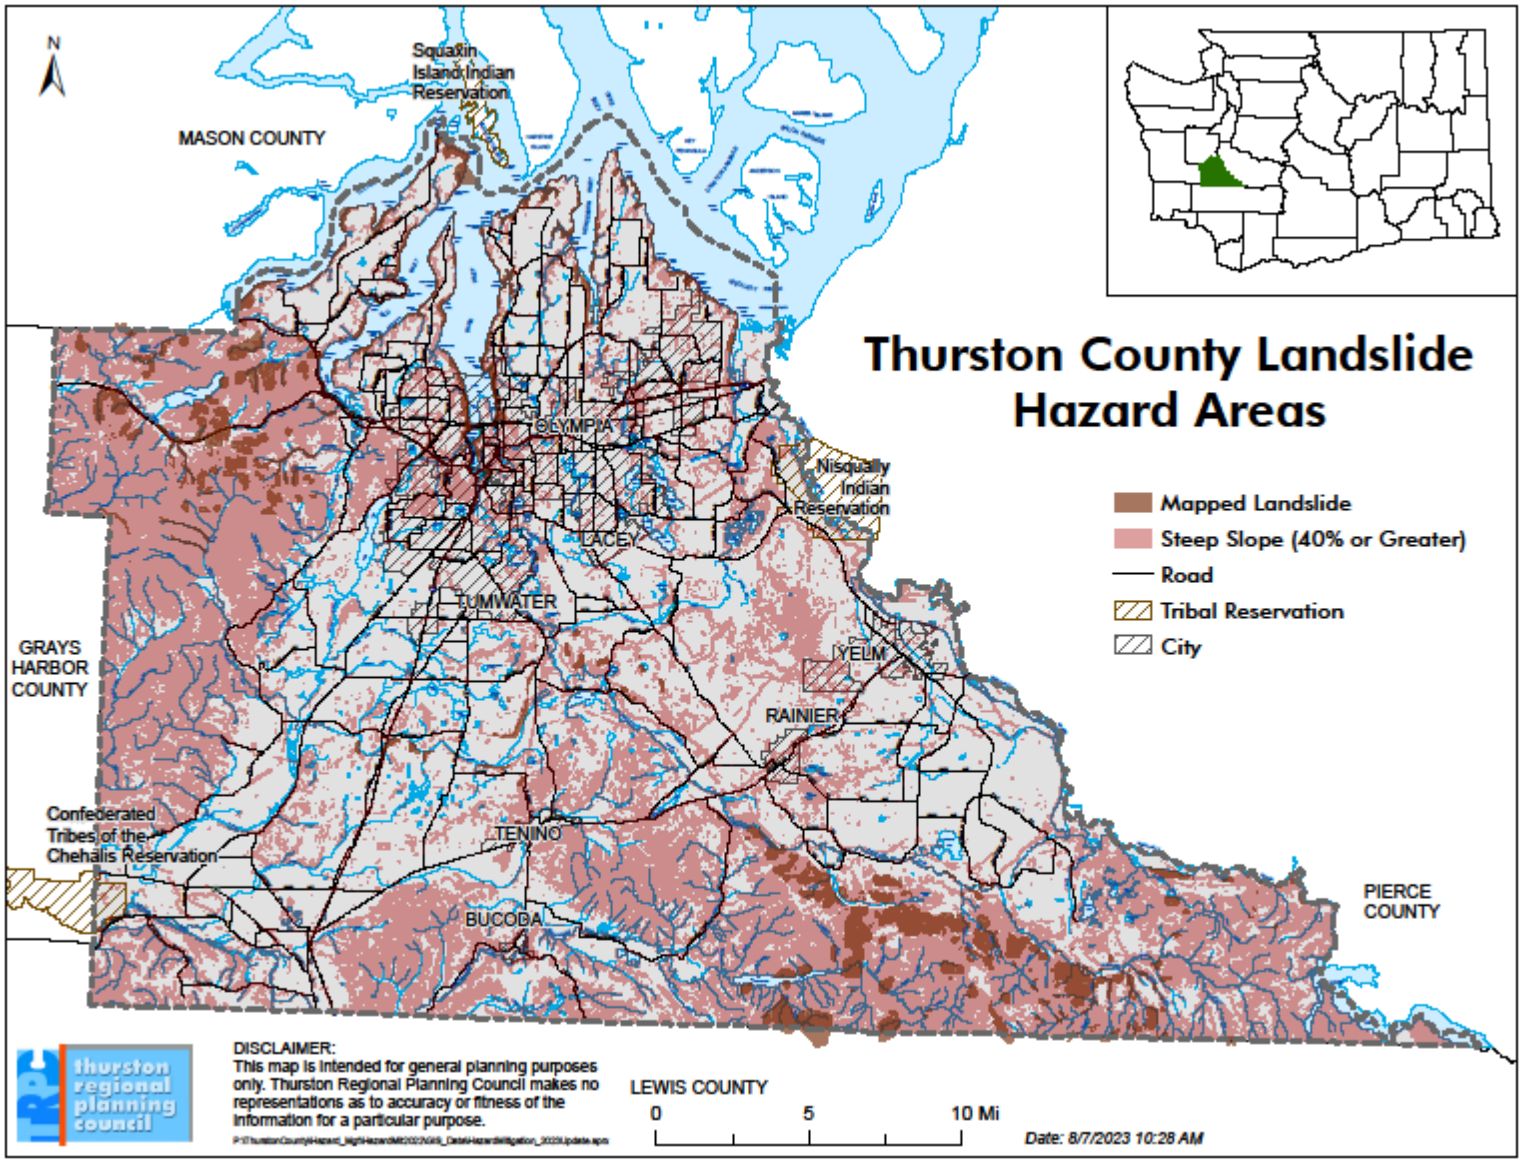 N
Squaxin
Island Indian
Reservation
MASON COUNTY
Thurston County Landslide
Hazard Areas
OLYMPIA
Nisqually
Indian
Reservation
Mapped Landslide
Steep Slope (40% or Greater)
Road
Tribal Reservation
City
LACEY
TUMWATER
GRAYS
HARBOR
COUNTY
YELM
RAINIER
Confederated
Tribes of the
Chehalis Reservation
TENINO
BUCODA
PIERCE
COUNTY
TRPC
thurston
regional
planning
council
DISCLAIMER:
This map is intended for general planning purposes
only. Thurston Regional Planning Council makes no
representations as to accuracy or fitness of the
information for a particular purpose.
LEWIS COUNTY
0 5 10 Mi
Date: 8/7/2023 10:28 AM